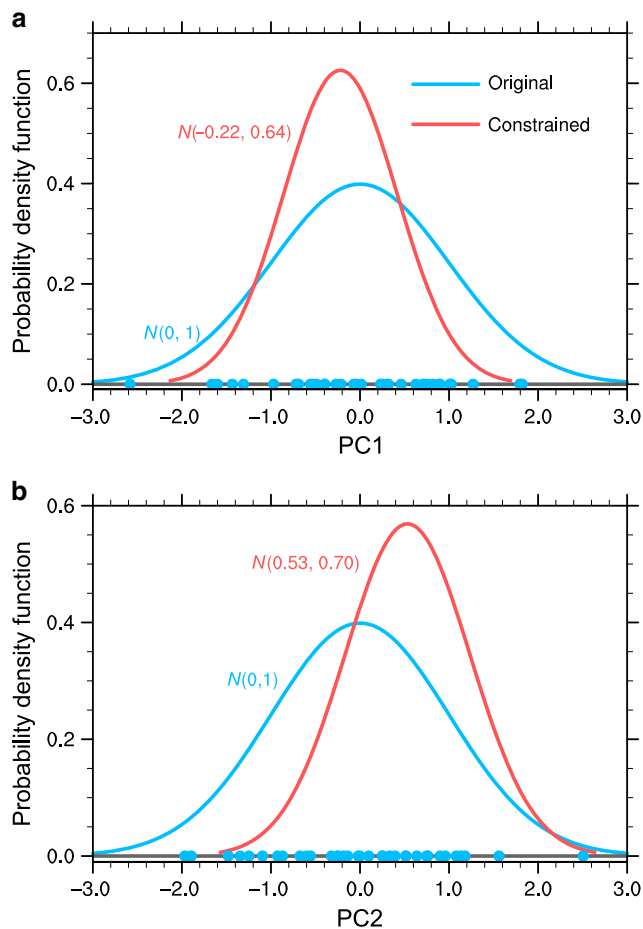 a
Probability density function
0.6
0.4
0.2
0.0
N(–0.22, 0.64)
N(0, 1)
Original
Constrained
–3.0 –2.0 –1.0 0.0 1.0 2.0 3.0
PC1
b
Probability density function
0.6
0.4
0.2
0.0
N(0.53, 0.70)
N(0,1)
–3.0 –2.0 –1.0 0.0 1.0 2.0 3.0
PC2